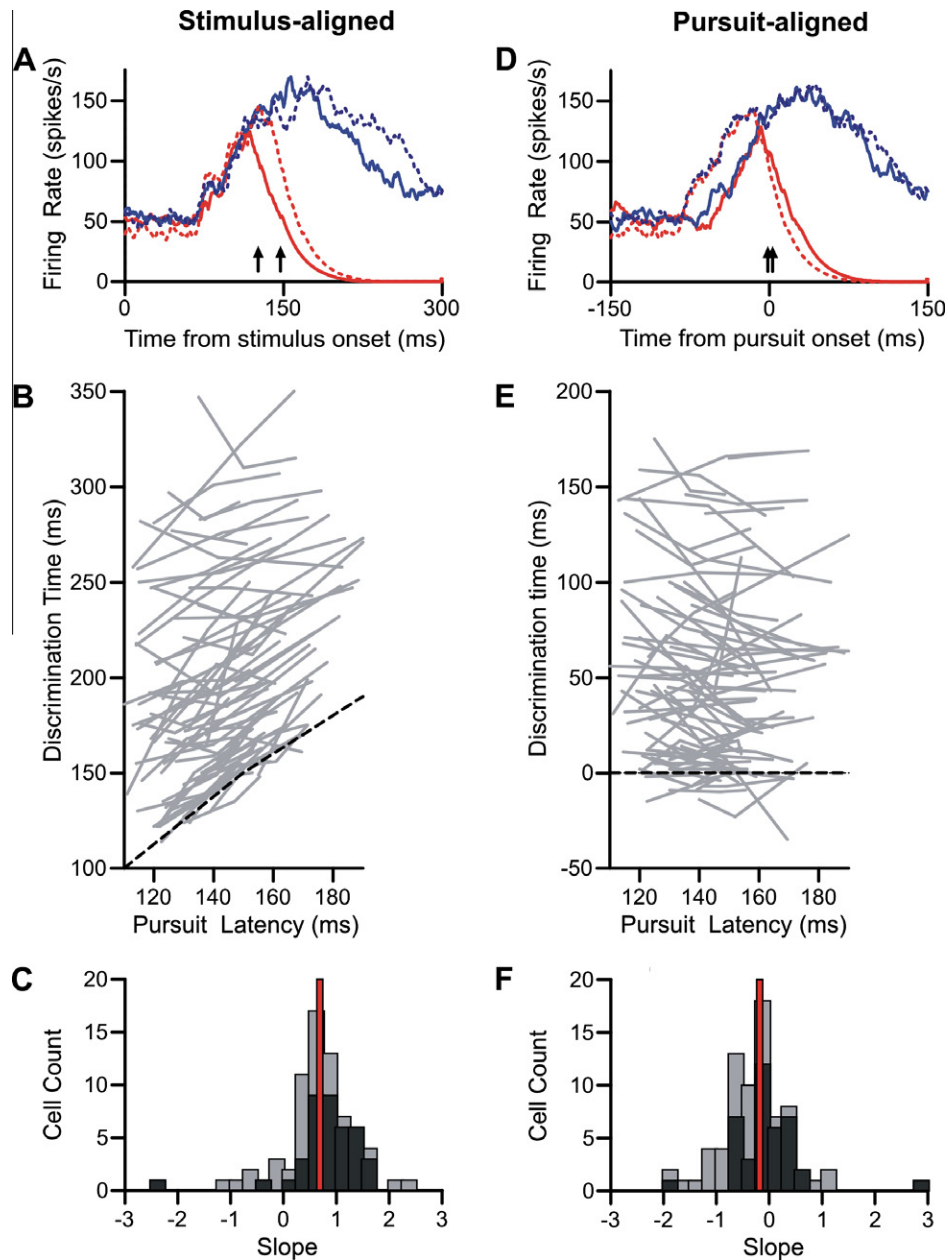 Stimulus-aligned
Pursuit-aligned
A
Firing Rate (spikes/s)
150
100
50
0
0
150
300
Time from stimulus onset (ms)
D
Firing Rate (spikes/s)
150
100
50
0
-150
0
150
Time from pursuit onset (ms)
B
Discrimination Time (ms)
350
300
250
200
150
100
120 140 160 180
Pursuit Latency (ms)
E
Discrimination time (ms)
200
150
100
50
0
-50
120 140 160 180
Pursuit Latency (ms)
C
Cell Count
20
15
10
5
0
-3 -2 -1 0 1 2 3
Slope
F
Cell Count
20
15
10
5
0
-3 -2 -1 0 1 2 3
Slope